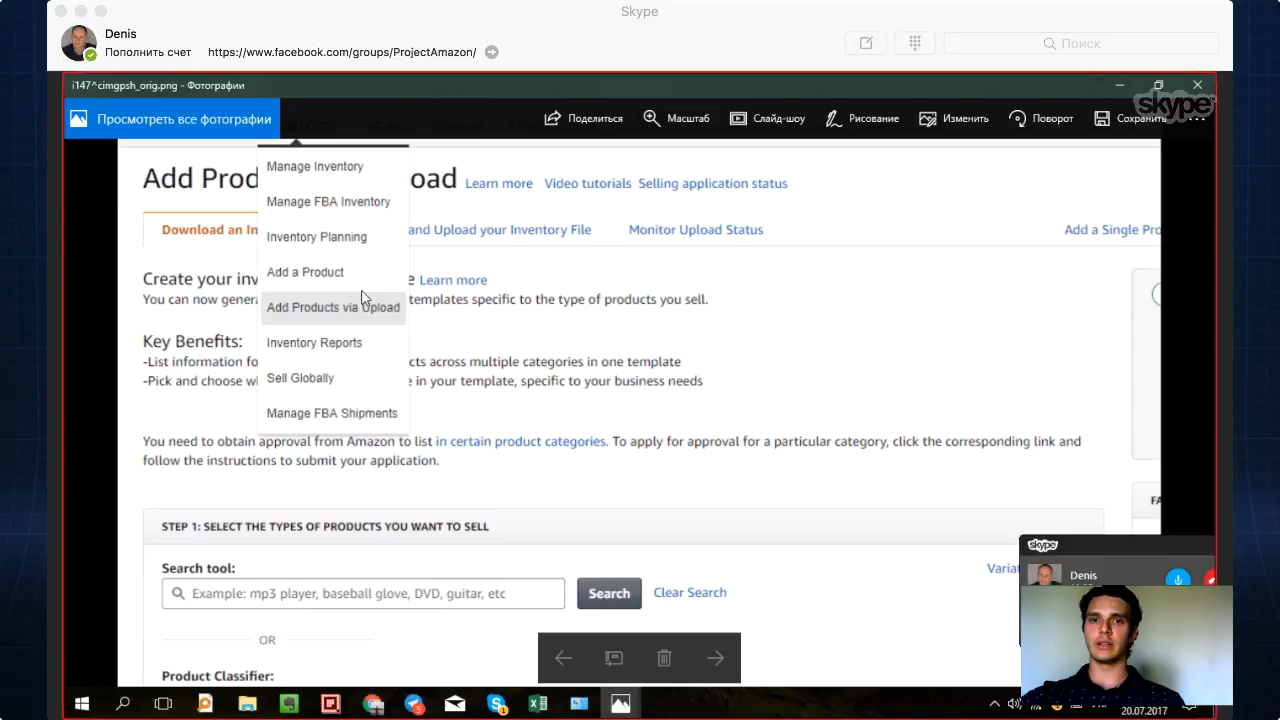 Skype
Denis
Пополнить счет https://www.facebook.com/groups/ProjectAmazon/
Поиск
i147^cimgpsh_orig.png - Фотографии
skype
Просмотреть все фотографии
Поделиться Масштаб Слайд-шоу Рисование Изменить Поворот Сохранить
Manage Inventory
Manage FBA Inventory
Inventory Planning
Add a Product
Add Products via Upload
Inventory Reports
Sell Globally
Manage FBA Shipments
Add Prod oad Learn more Video tutorials Selling application status
Download an In and Upload your Inventory File Monitor Upload Status Add a Single Pro
Create your inv e Learn more
You can now genera templates specific to the type of products you sell.
Key Benefits:
-List information fo cts across multiple categories in one template
-Pick and choose w e in your template, specific to your business needs
You need to obtain approval from Amazon to list in certain product categories. To apply for approval for a particular category, click the corresponding link and
follow the instructions to submit your application.
FA
STEP 1: SELECT THE TYPES OF PRODUCTS YOU WANT TO SELL
Search tool: Variat
Example: mp3 player, baseball glove, DVD, guitar, etc Search Clear Search
OR
Product Classifier:
skype
Denis
20.07.2017